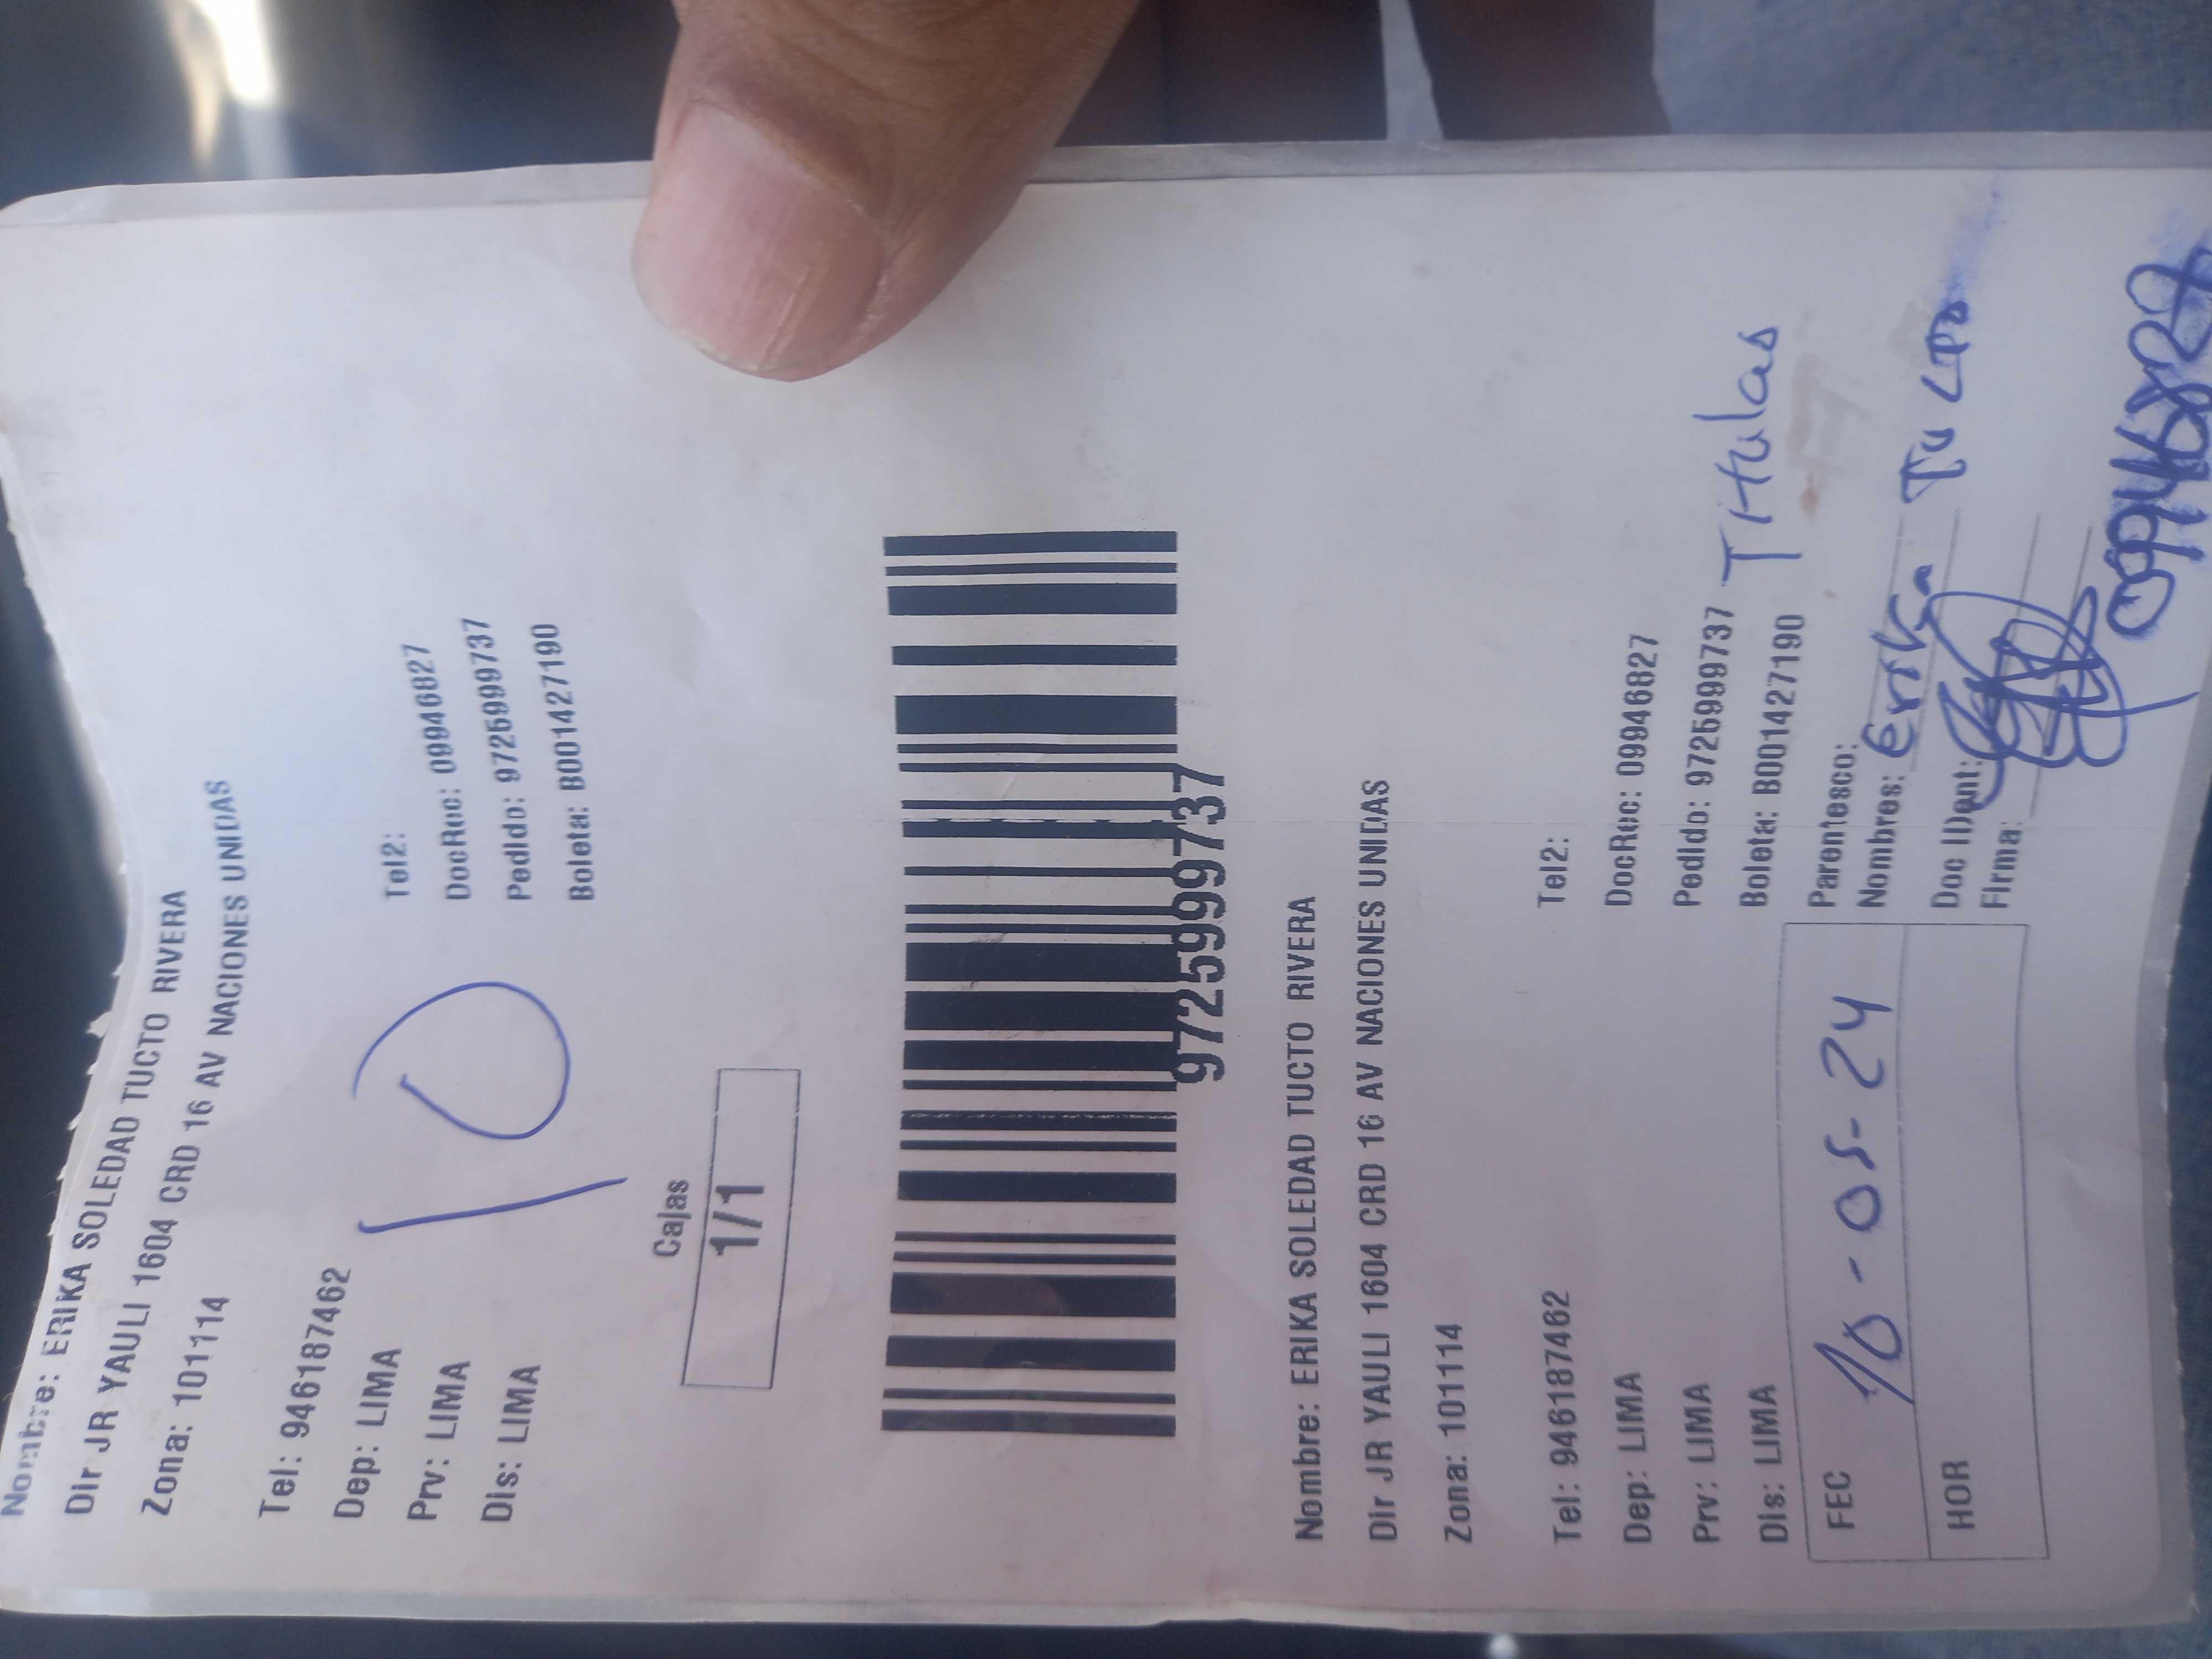 Nombre: ERIKA SOLEDAD TUCTO RIVERA
Dir JR YAULI 1604 CRD 16 AV NACIONES UNIDAS
Zona: 101114
Tel: 946187462
Tel2:
Dep: LIMA
DocRec: 09946827
Prv: LIMA
Pedido: 9725999737
Dis: LIMA
Boleta: B001427190
10
Cajas
1/1
9725999737
Nombre: ERIKA SOLEDAD TUCTO RIVERA
Dir JR YAULI 1604 CRD 16 AV NACIONES UNIDAS
Zona: 101114
Tel: 946187462
Tel2:
Dep: LIMA
DocRec: 09946827
Prv: LIMA
Pedido: 9725999737
Dis: LIMA
Boleta: B001427190
FEC 10-05-24
Parentesco:
Nombres: Erika Tucto
HOR
Doc IDent:
Firma:
09946827